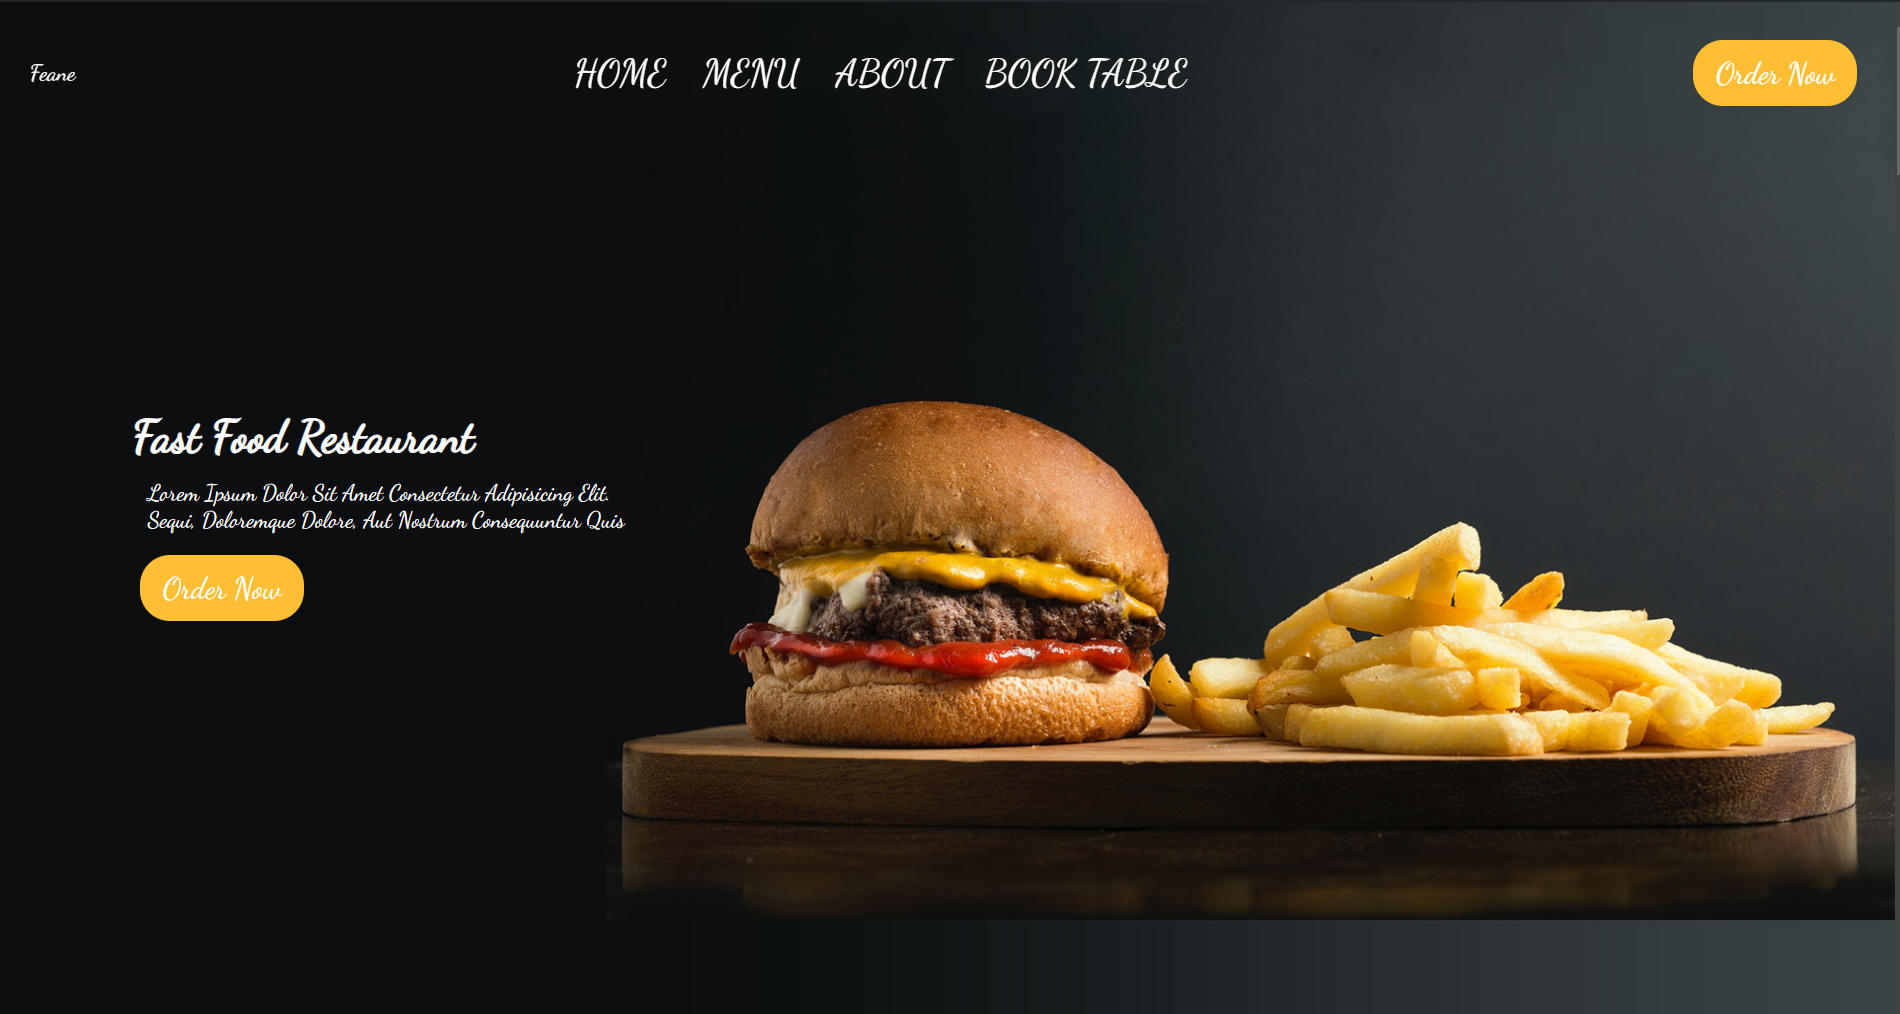 Feane
HOME MENU ABOUT BOOK TABLE
Order Now
Fast Food Restaurant
Lorem Ipsum Dolor Sit Amet Consectetur Adipisicing Elit.
Sequi, Doloremque Dolore, Aut Nostrum Consequuntur Quis
Order Now